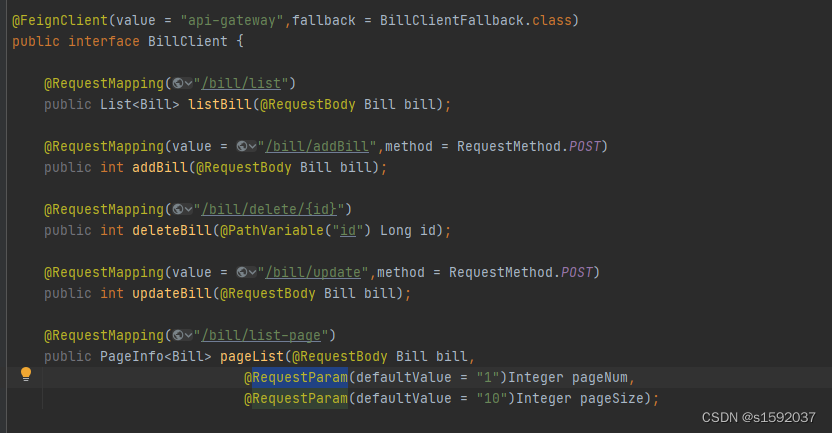 @FeignClient(value = "api-gateway",fallback = BillClientFallback.class)
public interface BillClient {
@RequestMapping("/bill/list")
public List<Bill> listBill(@RequestBody Bill bill);
@RequestMapping(value = "/bill/addBill",method = RequestMethod.POST)
public int addBill(@RequestBody Bill bill);
@RequestMapping("/bill/delete/{id}")
public int deleteBill(@PathVariable("id") Long id);
@RequestMapping(value = "/bill/update",method = RequestMethod.POST)
public int updateBill(@RequestBody Bill bill);
@RequestMapping("/bill/list-page")
public PageInfo<Bill> pageList(@RequestBody Bill bill,
@RequestParam(defaultValue = "1")Integer pageNum,
@RequestParam(defaultValue = "10")Integer pageSize);
CSDN @s1592037